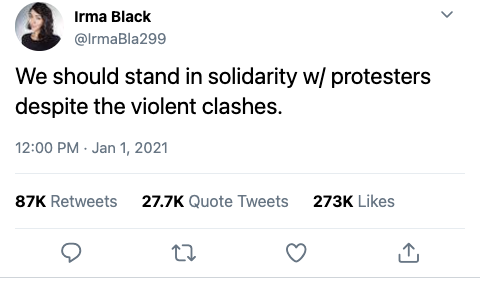 Irma Black
@IrmaBla299
We should stand in solidarity w/ protesters
despite the violent clashes.
12:00 PM · Jan 1, 2021
87K Retweets 27.7K Quote Tweets 273K Likes